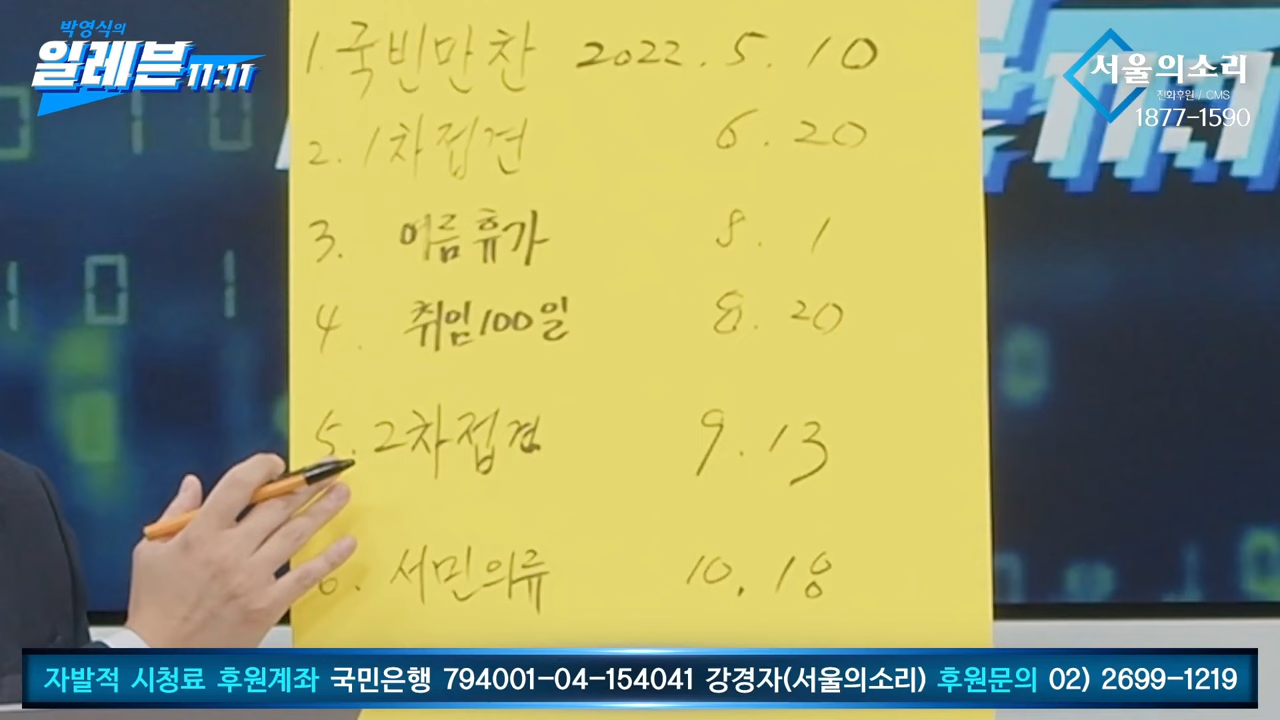 박영식의
일레븐 11:11
서울의소리
전화후원 / CMS
1877-1590
1. 국빈만찬 2022. 5. 10
2. 1차접견 6. 20
3. 여름휴가 8. 1
4. 취임100일 8. 20
5. 2차접견 9. 13
6. 서민의류 10. 18
자발적 시청료 후원계좌 국민은행 794001-04-154041 강경자(서울의소리) 후원문의 02) 2699-1219